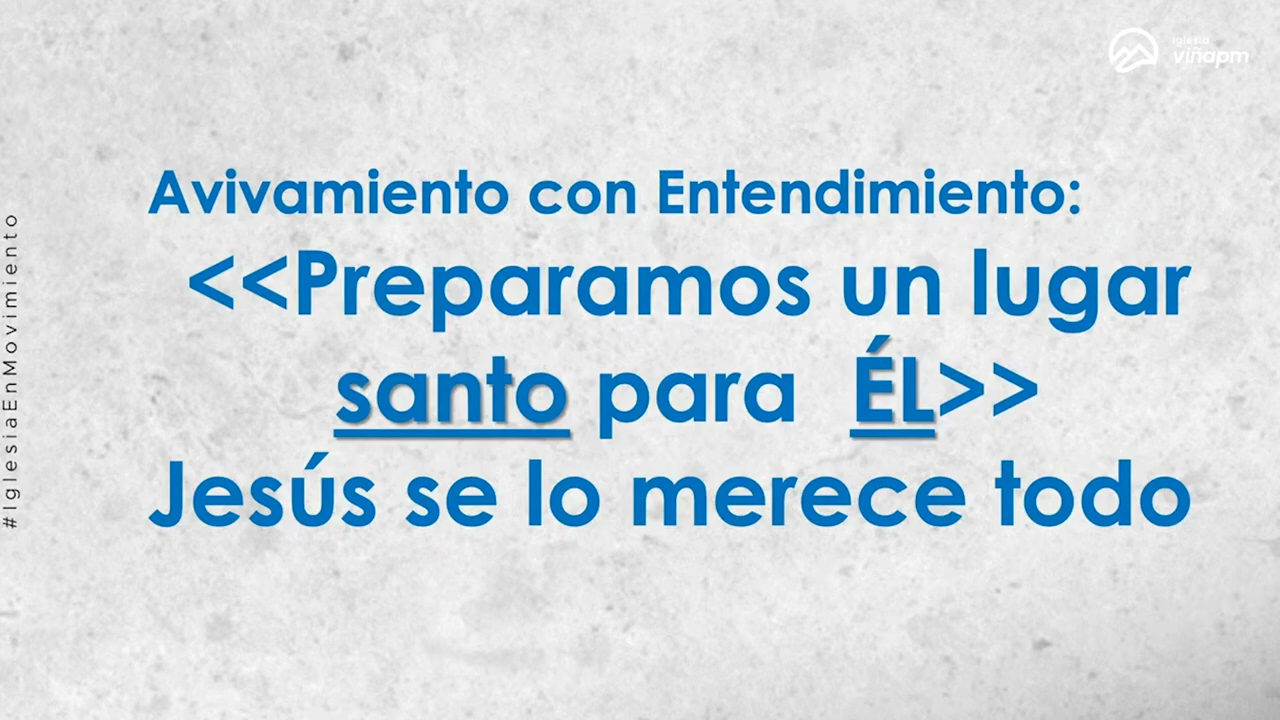 iglesia
viñapm
Avivamiento con Entendimiento:
<<Preparamos un lugar
santo para ÉL>>
Jesús se lo merece todo
#IglesiaEnMovimiento